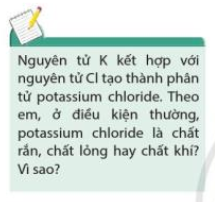 Nguyên tử K kết hợp với
nguyên tử Cl tạo thành phân
tử potassium chloride. Theo
em, ở điều kiện thường,
potassium chloride là chất
rắn, chất lỏng hay chất khí?
Vì sao?